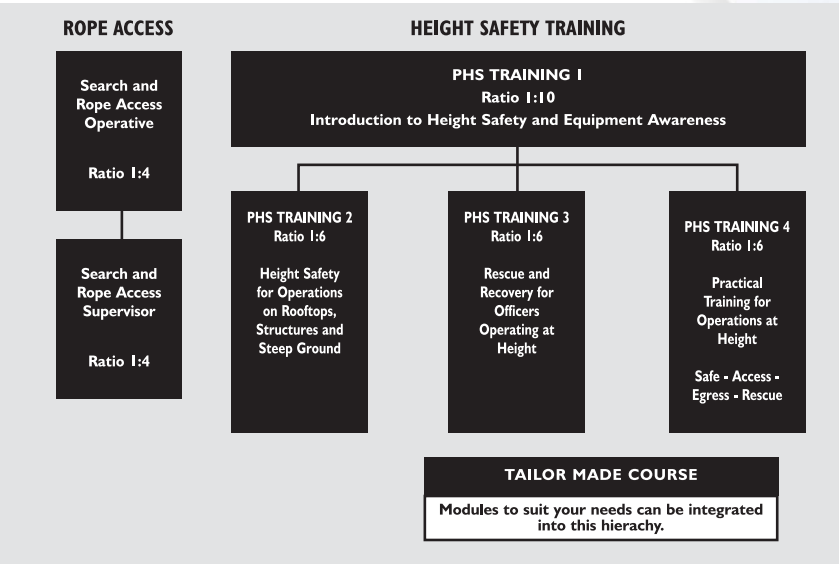 ROPE ACCESS
Search and
Rope Access
Operative
Ratio 1:4
Search and
Rope Access
Supervisor
Ratio 1:4
HEIGHT SAFETY TRAINING
PHS TRAINING 1
Ratio 1:10
Introduction to Height Safety and Equipment Awareness
PHS TRAINING 2
Ratio 1:6
Height Safety
for Operations
on Rooftops,
Structures and
Steep Ground
PHS TRAINING 3
Ratio 1:6
Rescue and
Recovery for
Officers
Operating at
Height
PHS TRAINING 4
Ratio 1:6
Practical
Training for
Operations at
Height
Safe - Access -
Egress - Rescue
TAILOR MADE COURSE
Modules to suit your needs can be integrated
into this hierachy.